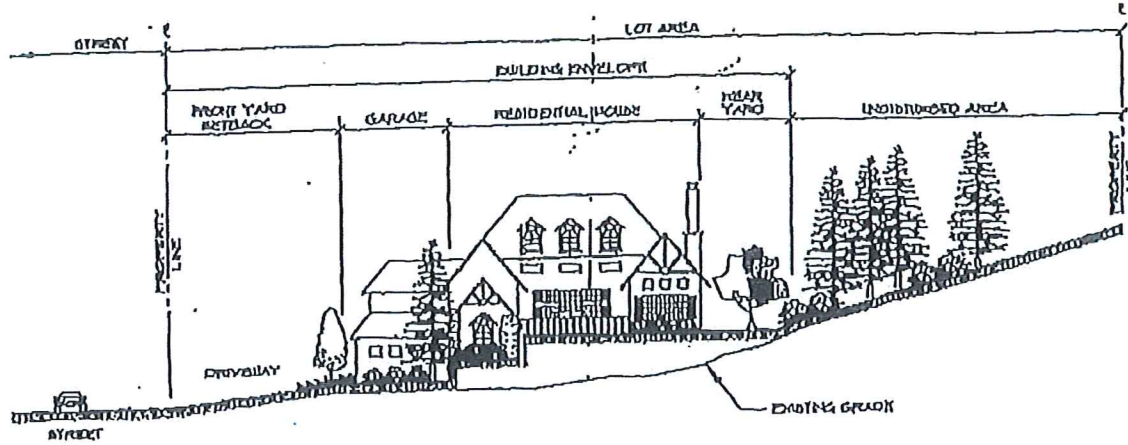 STREET
LOT AREA
BUILDING ENVELOPE
FRONT YARD
SETBACK
GARAGE
RESIDENTIAL HOUSE
REAR
YARD
UNDISTURBED AREA
PROPERTY
LINE
PROPERTY
LINE
DRIVEWAY
STREET
EXISTING GRADE